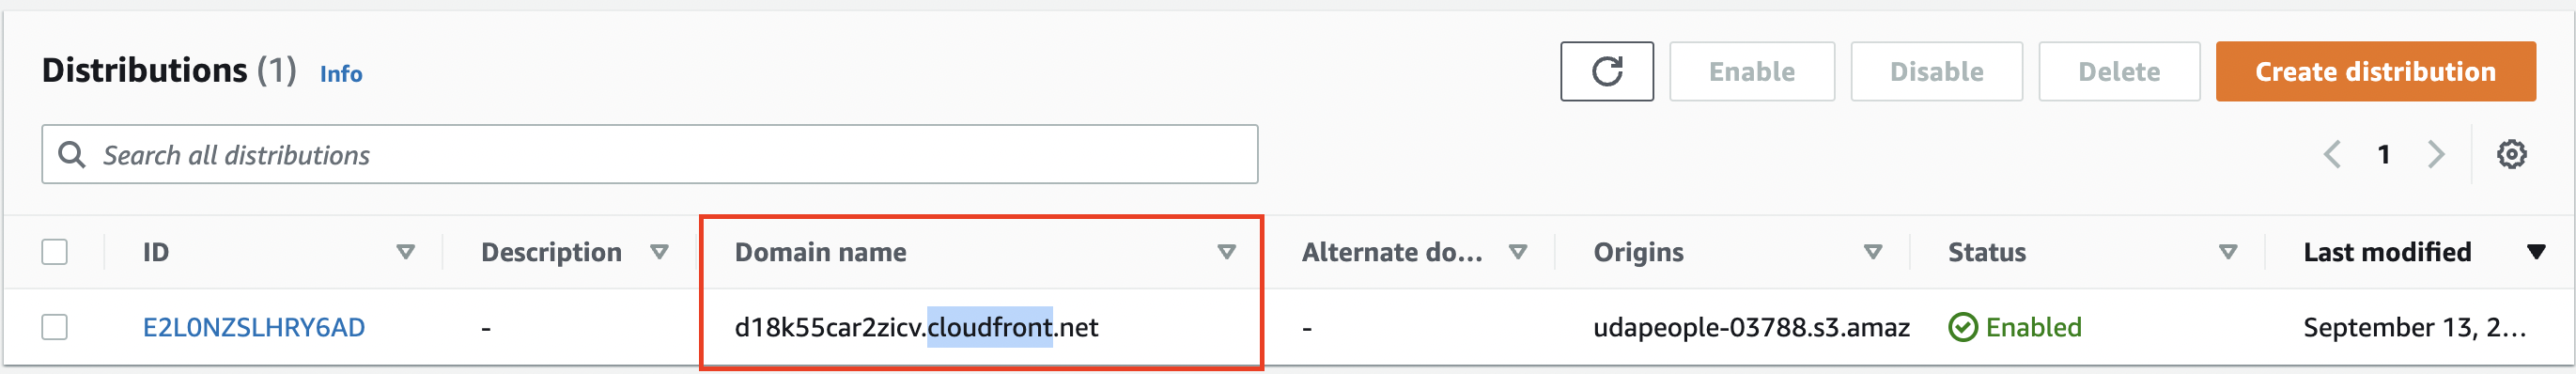 Distributions (1) Info
Enable Disable Delete Create distribution
Search all distributions
1
ID Description Domain name Alternate do... Origins Status Last modified
E2L0NZSLHRY6AD - d18k55car2zicv.cloudfront.net - udapeople-03788.s3.amaz Enabled September 13, 2...